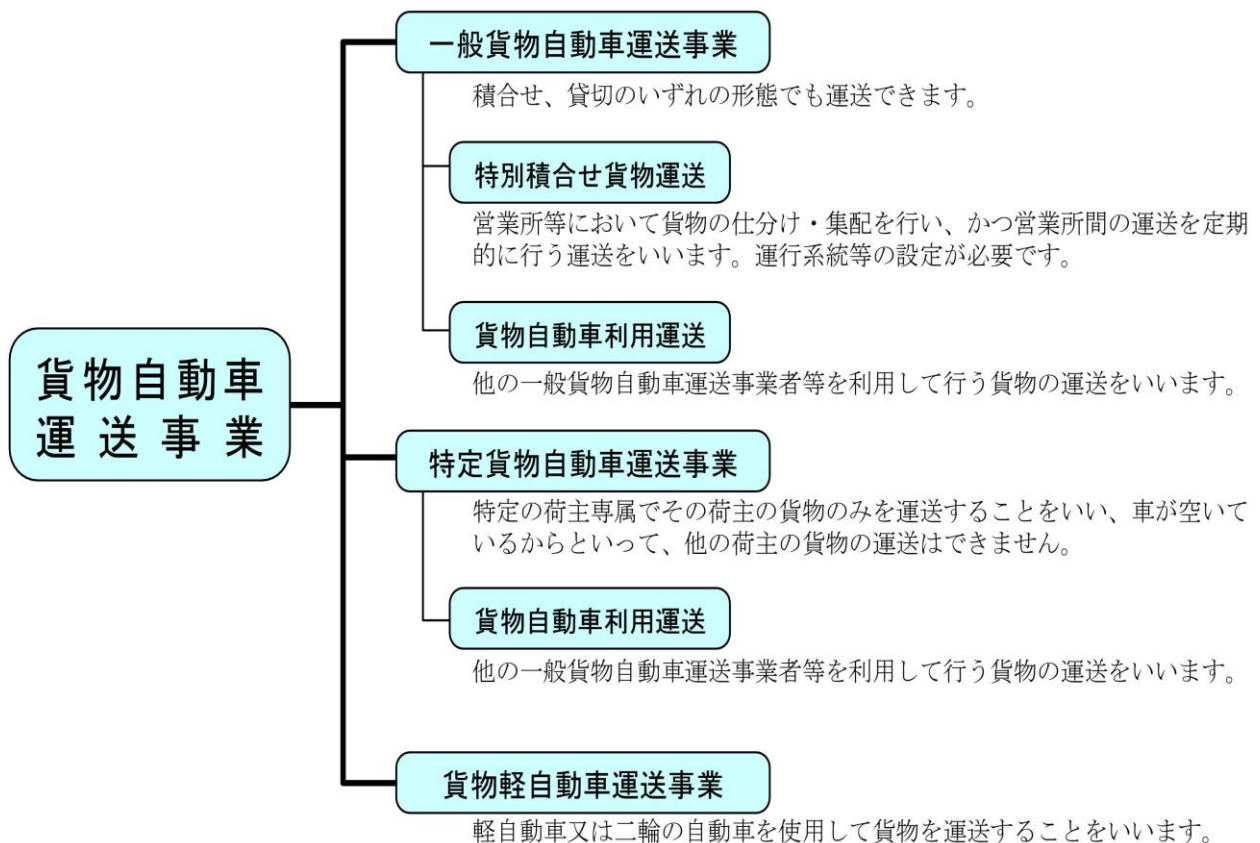 一般貨物自動車運送事業
積合せ、貸切のいずれの形態でも運送できます。
特別積合せ貨物運送
営業所等において貨物の仕分け・集配を行い、かつ営業所間の運送を定期
的に行う運送をいいます。運行系統等の設定が必要です。
貨物自動車利用運送
他の一般貨物自動車運送事業者等を利用して行う貨物の運送をいいます。
貨物自動車
運送事業
特定貨物自動車運送事業
特定の荷主専属でその荷主の貨物のみを運送することをいい、車が空いて
いるからといって、他の荷主の貨物の運送はできません。
貨物自動車利用運送
他の一般貨物自動車運送事業者等を利用して行う貨物の運送をいいます。
貨物軽自動車運送事業
軽自動車又は二輪の自動車を使用して貨物を運送することをいいます。